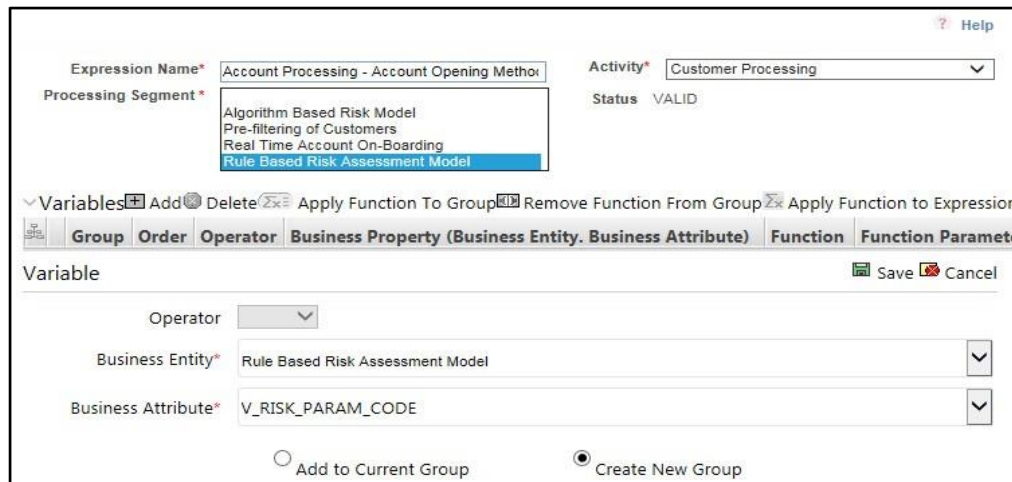 ? Help
Expression Name* Account Processing - Account Opening Metho Activity* Customer Processing
Processing Segment * Status VALID
Algorithm Based Risk Model
Pre-filtering of Customers
Real Time Account On-Boarding
Rule Based Risk Assessment Model
Variables Add Delete Apply Function To Group Remove Function From Group Apply Function to Expression
Group Order Operator Business Property (Business Entity. Business Attribute) Function Function Paramet
Variable Save Cancel
Operator
Business Entity* Rule Based Risk Assessment Model
Business Attribute* V_RISK_PARAM_CODE
Add to Current Group Create New Group